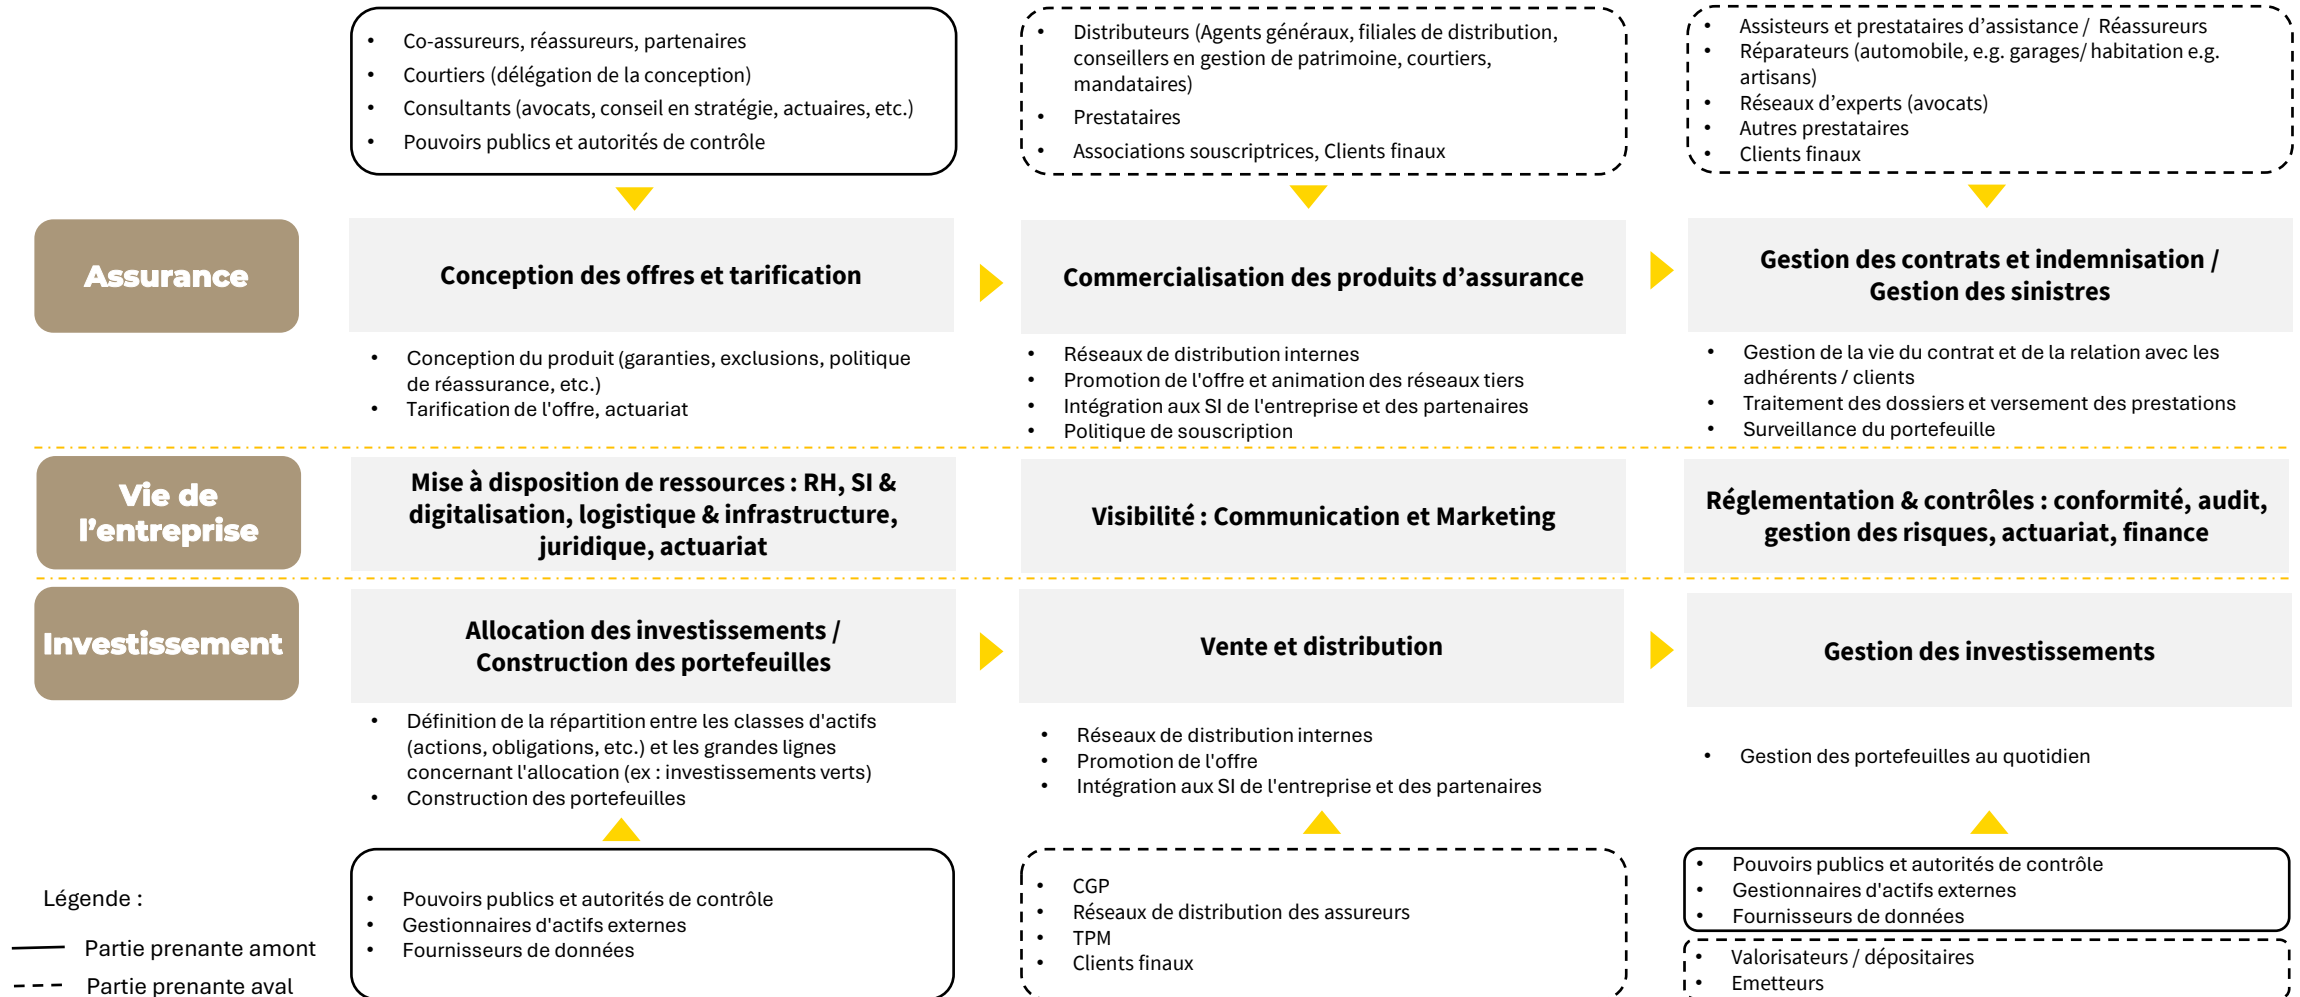 • Co-assureurs, réassureurs, partenaires
• Courtiers (délégation de la conception)
• Consultants (avocats, conseil en stratégie, actuaires, etc.)
• Pouvoirs publics et autorités de contrôle
• Distributeurs (Agents généraux, filiales de distribution,
conseillers en gestion de patrimoine, courtiers,
mandataires)
• Prestataires
• Associations souscriptrices, Clients finaux
• Assisteurs et prestataires d’assistance / Réassureurs
• Réparateurs (automobile, e.g. garages/ habitation e.g.
artisans)
• Réseaux d’experts (avocats)
• Autres prestataires
• Clients finaux
Assurance
Conception des offres et tarification
Commercialisation des produits d’assurance
Gestion des contrats et indemnisation /
Gestion des sinistres
• Conception du produit (garanties, exclusions, politique
de réassurance, etc.)
• Tarification de l'offre, actuariat
• Réseaux de distribution internes
• Promotion de l'offre et animation des réseaux tiers
• Intégration aux SI de l'entreprise et des partenaires
• Politique de souscription
• Gestion de la vie du contrat et de la relation avec les
adhérents / clients
• Traitement des dossiers et versement des prestations
• Surveillance du portefeuille
Vie de
l’entreprise
Mise à disposition de ressources : RH, SI &
digitalisation, logistique & infrastructure,
juridique, actuariat
Visibilité : Communication et Marketing
Réglementation & contrôles : conformité, audit,
gestion des risques, actuariat, finance
Investissement
Allocation des investissements /
Construction des portefeuilles
Vente et distribution
Gestion des investissements
• Définition de la répartition entre les classes d'actifs
(actions, obligations, etc.) et les grandes lignes
concernant l'allocation (ex : investissements verts)
• Construction des portefeuilles
• Réseaux de distribution internes
• Promotion de l'offre
• Intégration aux SI de l'entreprise et des partenaires
• Gestion des portefeuilles au quotidien
Légende :
Partie prenante amont
Partie prenante aval
• Pouvoirs publics et autorités de contrôle
• Gestionnaires d'actifs externes
• Fournisseurs de données
• CGP
• Réseaux de distribution des assureurs
• TPM
• Clients finaux
• Pouvoirs publics et autorités de contrôle
• Gestionnaires d'actifs externes
• Fournisseurs de données
• Valorisateurs / dépositaires
• Emetteurs